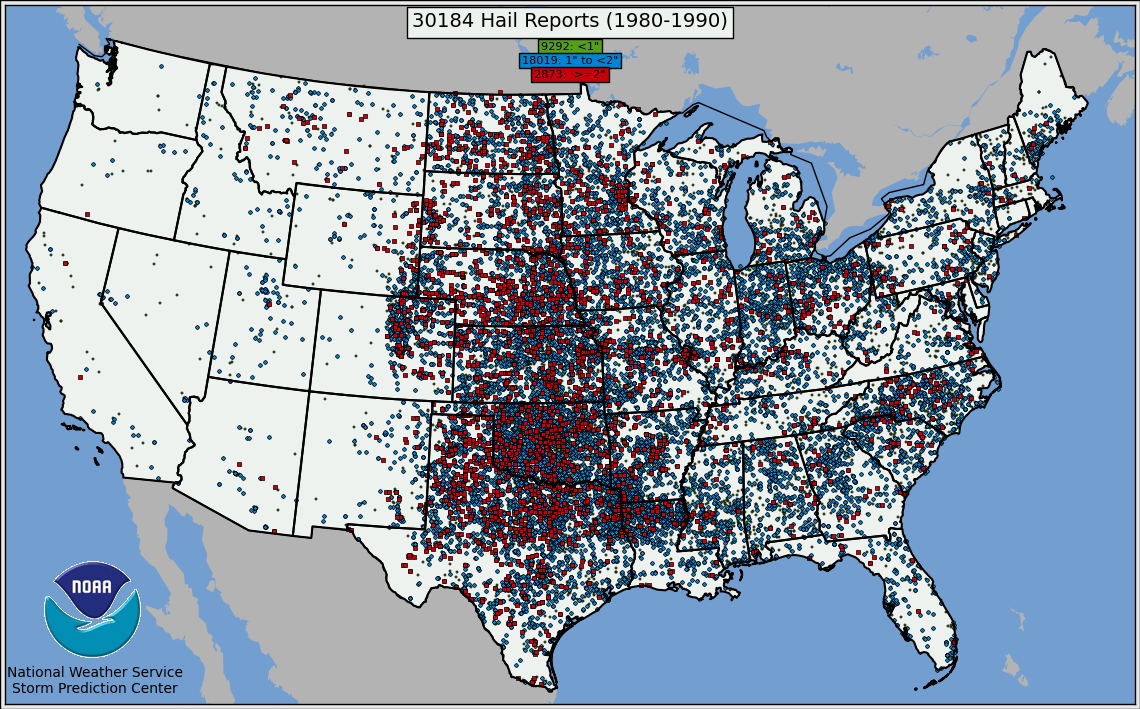 30184 Hail Reports (1980-1990)
9292: <1"
18019: 1" to <2"
2873 : >=2"
NOAA
National Weather Service
Storm Prediction Center